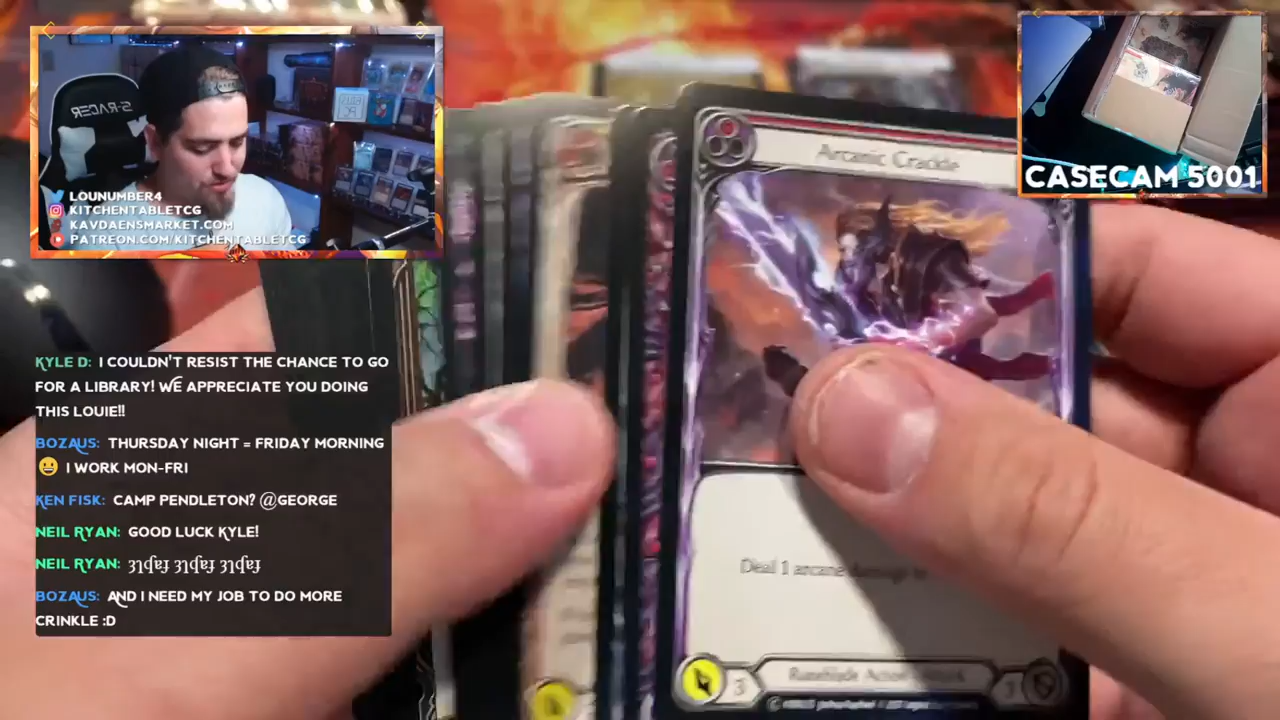 LOUNUMBER4
KITCHENTABLETCG
KAVDAENSMARKET.COM
PATREON.COM/KITCHENTABLETCG
CASECAM 5001
KYLE D: I COULDN'T RESIST THE CHANCE TO GO
FOR A LIBRARY! WE APPRECIATE YOU DOING
THIS LOUIE!!
BOZAUS: THURSDAY NIGHT = FRIDAY MORNING
😀 I WORK MON-FRI
KEN FISK: CAMP PENDLETON? @GEORGE
NEIL RYAN: GOOD LUCK KYLE!
NEIL RYAN:
BOZAUS: AND I NEED MY JOB TO DO MORE
CRINKLE :D
Arcanic Crackle
Deal 1 arcane damage to
3
Runeblade Action